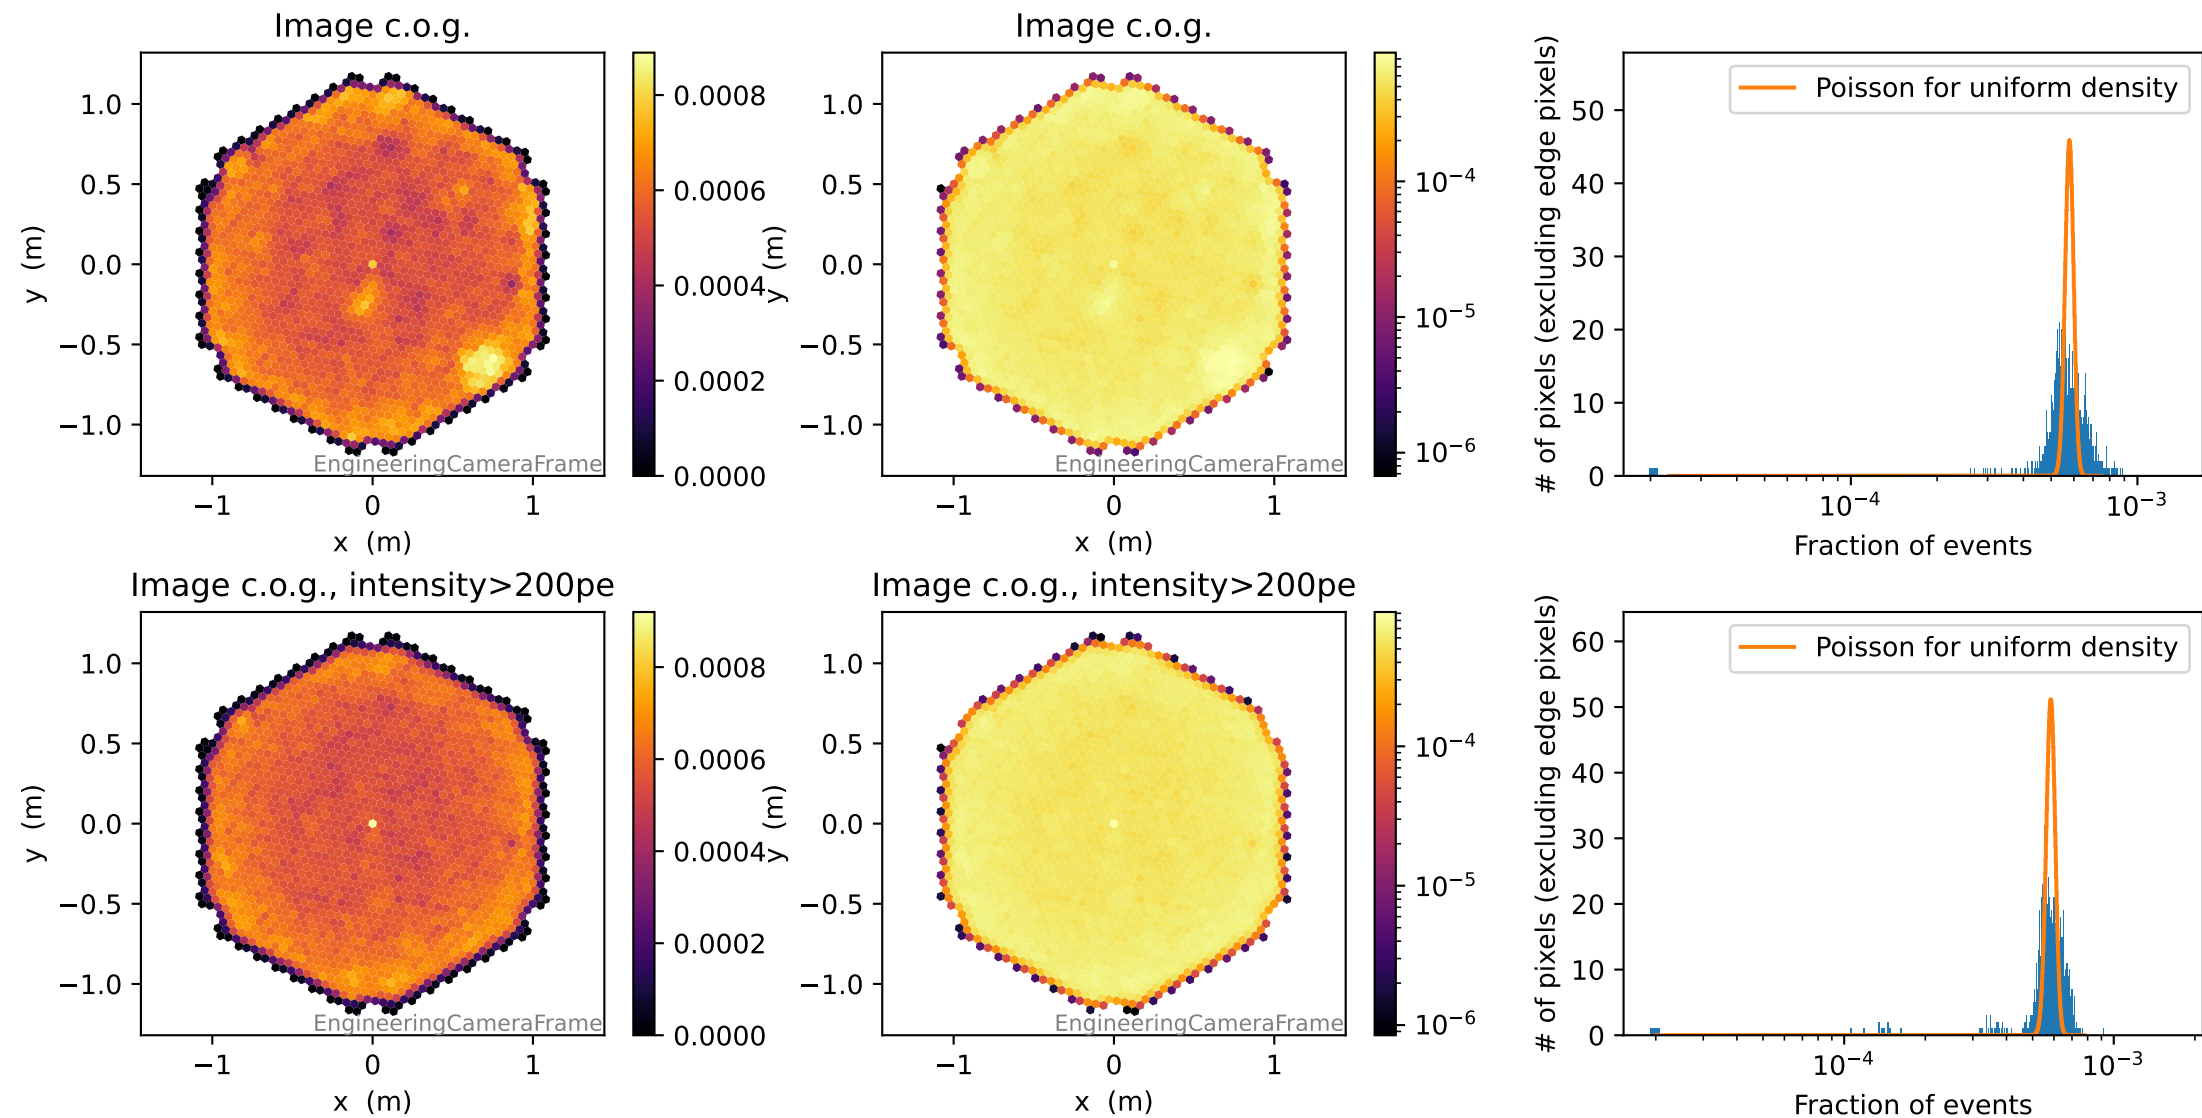 Image c.o.g.
1.0
0.5
0.0
−0.5
−1.0
y (m)
−1
0
1
x (m)
EngineeringCameraFrame
0.0008
0.0006
0.0004
0.0002
0.0000
Image c.o.g.
1.0
0.5
0.0
−0.5
−1.0
y (m)
−1
0
1
x (m)
EngineeringCameraFrame
10⁻⁴
10⁻⁵
10⁻⁶
Poisson for uniform density
# of pixels (excluding edge pixels)
50
40
30
20
10
0
10⁻⁴
10⁻³
Fraction of events
Image c.o.g., intensity>200pe
1.0
0.5
0.0
−0.5
−1.0
y (m)
−1
0
1
x (m)
EngineeringCameraFrame
0.0008
0.0006
0.0004
0.0002
0.0000
Image c.o.g., intensity>200pe
1.0
0.5
0.0
−0.5
−1.0
y (m)
−1
0
1
x (m)
EngineeringCameraFrame
10⁻⁴
10⁻⁵
10⁻⁶
Poisson for uniform density
# of pixels (excluding edge pixels)
60
50
40
30
20
10
0
10⁻⁴
10⁻³
Fraction of events